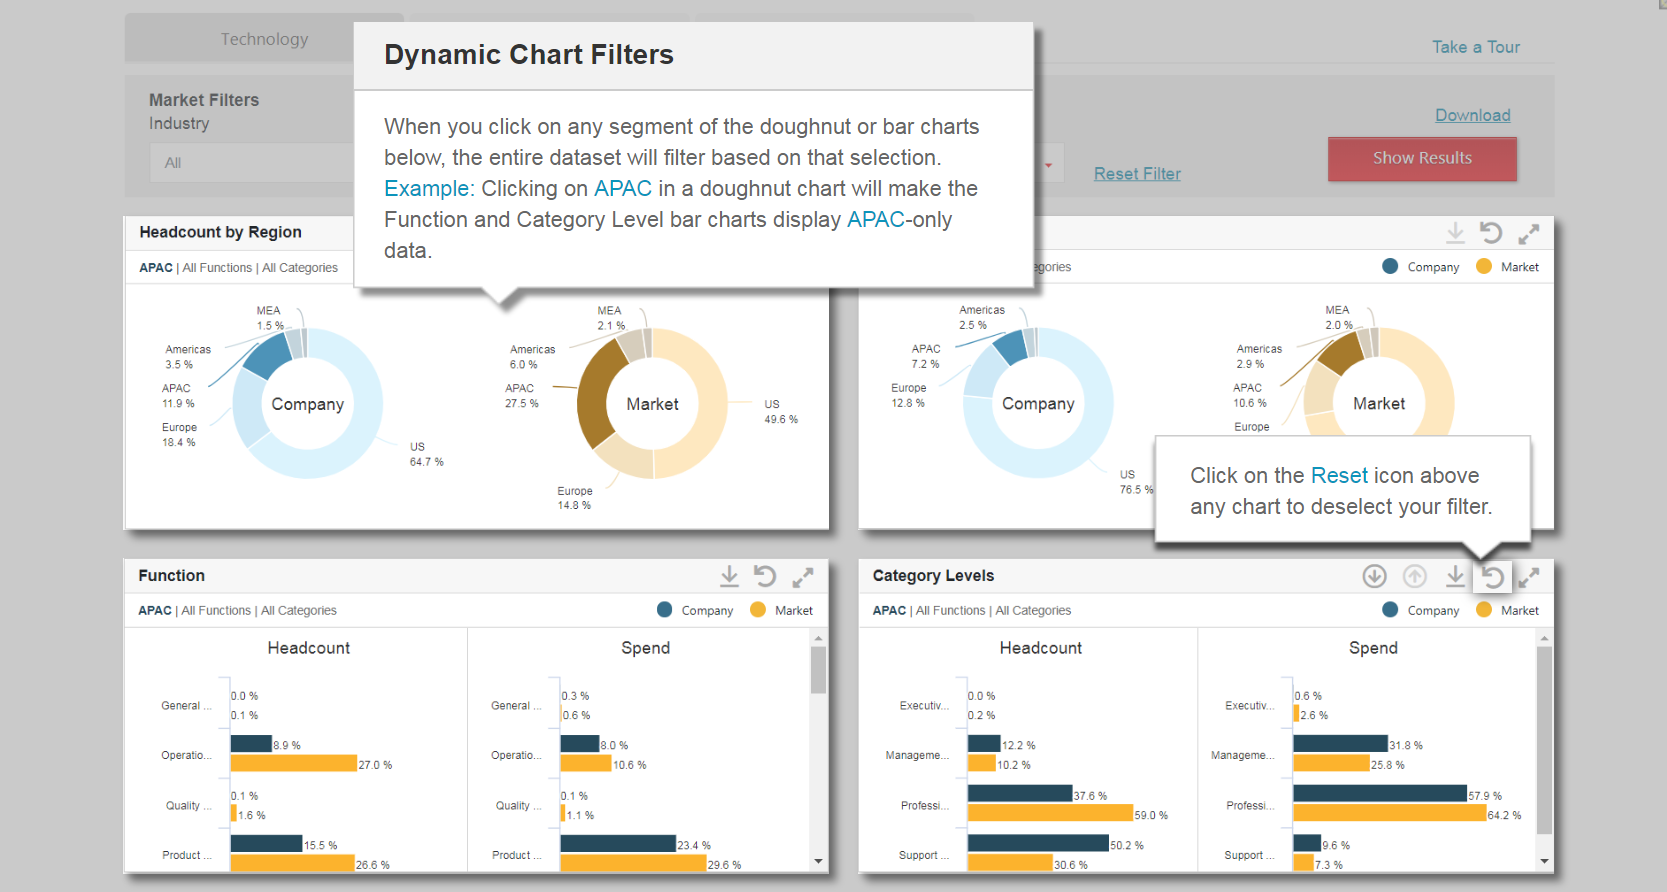 Technology
Take a Tour
Dynamic Chart Filters
When you click on any segment of the doughnut or bar charts
below, the entire dataset will filter based on that selection.
Example: Clicking on APAC in a doughnut chart will make the
Function and Category Level bar charts display APAC-only
data.
Market Filters
Industry
All
Download
Reset Filter
Show Results
Headcount by Region
APAC | All Functions | All Categories
MEA
1.5 %
Americas
3.5 %
APAC
11.9 %
Europe
18.4 %
US
64.7 %
Company
MEA
2.1 %
Americas
6.0 %
APAC
27.5 %
Europe
14.8 %
US
49.6 %
Market
Company
Market
Americas
2.5 %
APAC
7.2 %
Europe
12.8 %
US
76.5 %
Company
MEA
2.0 %
Americas
2.9 %
APAC
10.6 %
Europe
Market
Click on the Reset icon above
any chart to deselect your filter.
Function
APAC | All Functions | All Categories
Company
Market
Headcount
General ...
0.0 %
0.1 %
Operatio...
8.9 %
27.0 %
Quality ...
0.1 %
1.6 %
Product ...
15.5 %
26.6 %
Spend
General ...
0.3 %
0.6 %
Operatio...
8.0 %
10.6 %
Quality ...
0.1 %
1.1 %
Product ...
23.4 %
29.6 %
Category Levels
APAC | All Functions | All Categories
Company
Market
Headcount
Executiv...
0.0 %
0.2 %
Manageme...
12.2 %
10.2 %
Professi...
37.6 %
59.0 %
Support ...
50.2 %
30.6 %
Spend
Executiv...
0.6 %
2.6 %
Manageme...
31.8 %
25.8 %
Professi...
57.9 %
64.2 %
Support ...
9.6 %
7.3 %